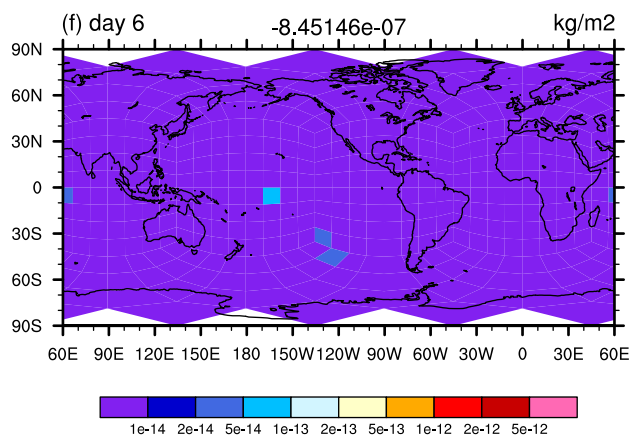 (f) day 6 -8.45146e-07 kg/m2
90N
60N
30N
0
30S
60S
90S
60E 90E 120E 150E 180 150W 120W 90W 60W 30W 0 30E 60E
1e-14 2e-14 5e-14 1e-13 2e-13 5e-13 1e-12 2e-12 5e-12